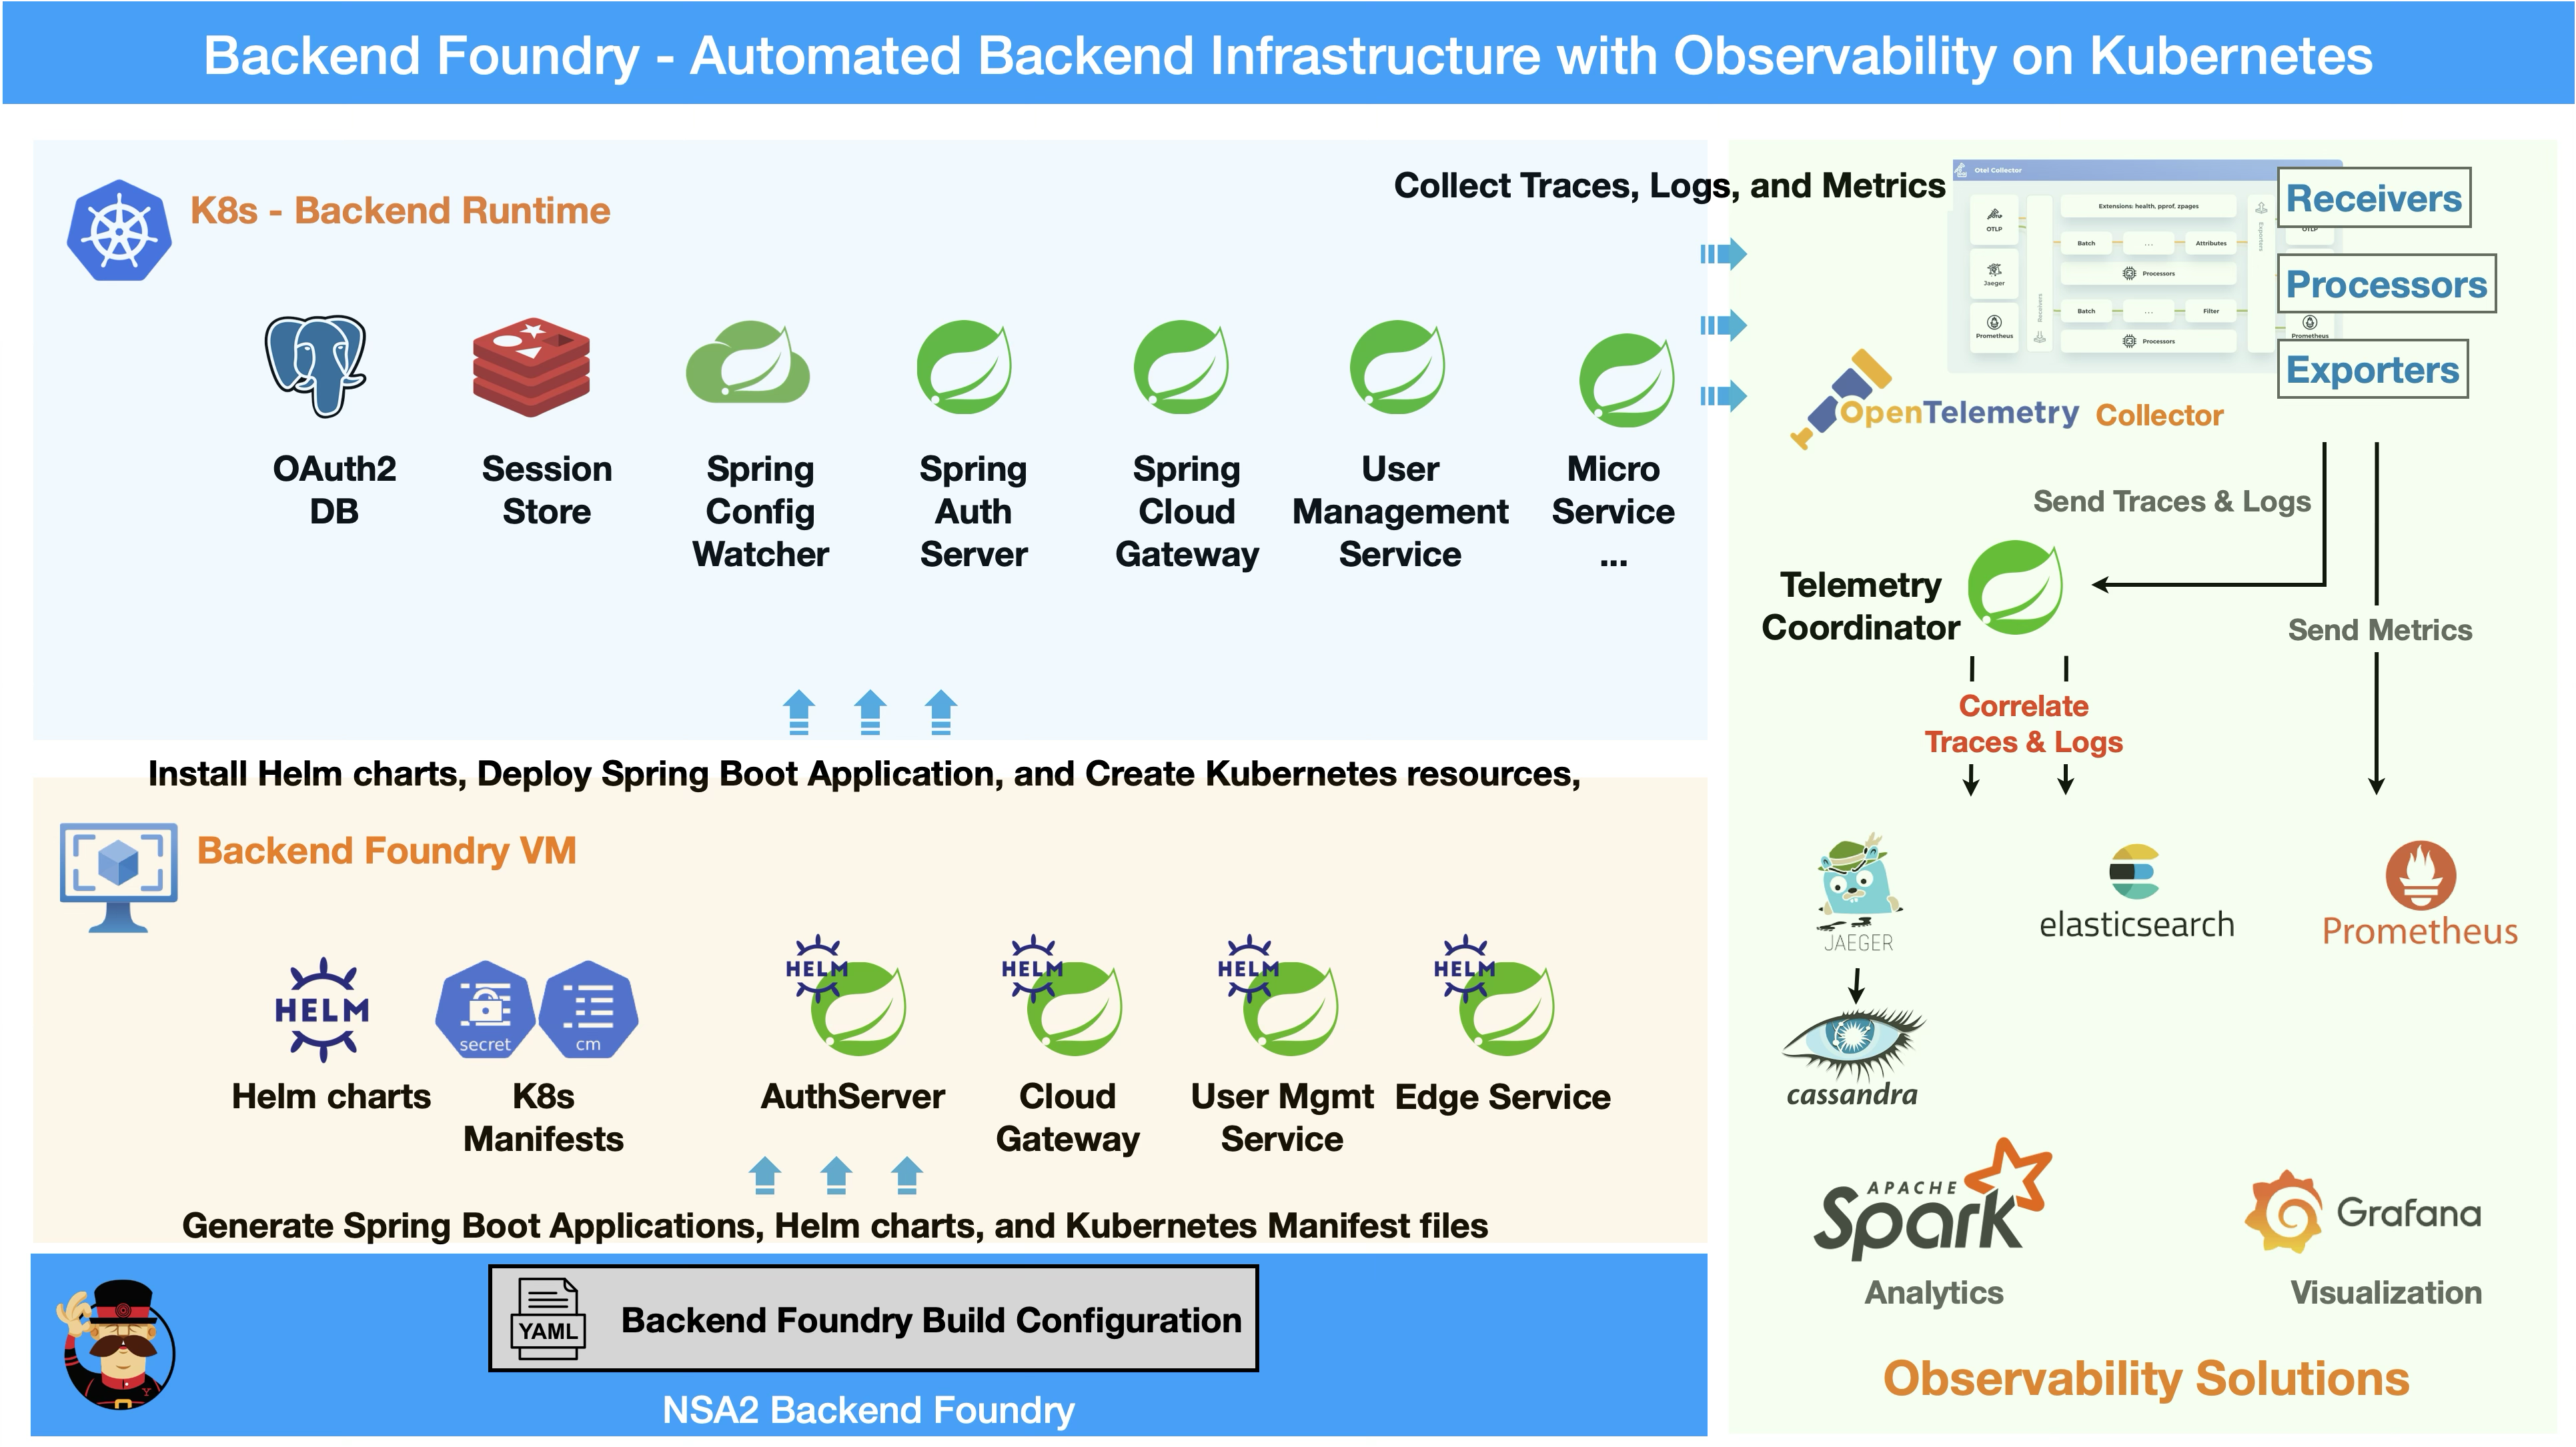 Backend Foundry - Automated Backend Infrastructure with Observability on Kubernetes
K8s - Backend Runtime
OAuth2
DB
Session
Store
Spring
Config
Watcher
Spring
Auth
Server
Spring
Cloud
Gateway
User
Management
Service
Micro
Service
...
Collect Traces, Logs, and Metrics
Otel Collector
OTLP
Jaeger
Prometheus
Receivers
Extensions: health, pprof, zpages
Batch
...
Attributes
Processors
Batch
...
Filter
Processors
Exporters
OTLP
Prometheus
Receivers
Processors
Exporters
OpenTelemetry Collector
Send Traces & Logs
Telemetry
Coordinator
Send Metrics
Correlate
Traces & Logs
JAEGER
elasticsearch
Prometheus
cassandra
APACHE
Spark
Analytics
Grafana
Visualization
Observability Solutions
Install Helm charts, Deploy Spring Boot Application, and Create Kubernetes resources,
Backend Foundry VM
HELM
Helm charts
secret
cm
K8s
Manifests
HELM
AuthServer
HELM
Cloud
Gateway
HELM
User Mgmt
Service
HELM
Edge Service
Generate Spring Boot Applications, Helm charts, and Kubernetes Manifest files
YAML
Backend Foundry Build Configuration
Y
NSA2 Backend Foundry